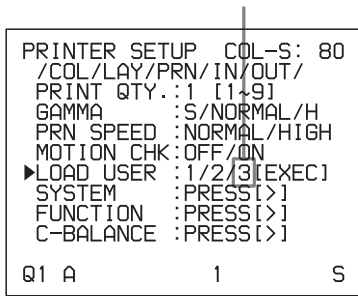 PRINTER SETUP COL-S: 80
/COL/LAY/PRN/IN/OUT/
PRINT QTY.:1 [1~9]
GAMMA :S/NORMAL/H
PRN SPEED :NORMAL/HIGH
MOTION CHK:OFF/ON
▶LOAD USER :1/2/3[EXEC]
SYSTEM :PRESS[>]
FUNCTION :PRESS[>]
C-BALANCE :PRESS[>]
Q1 A 1 S